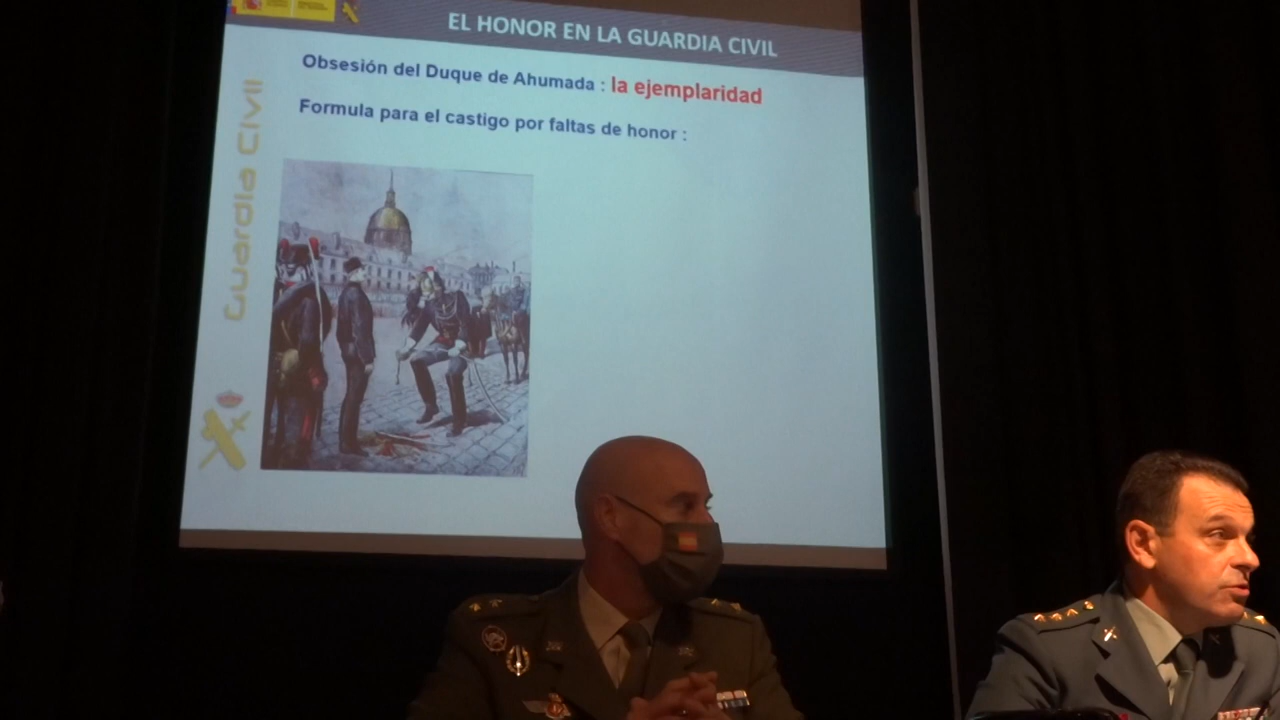 EL HONOR EN LA GUARDIA CIVIL
Obsesión del Duque de Ahumada : la ejemplaridad
Formula para el castigo por faltas de honor :
Guardia Civil